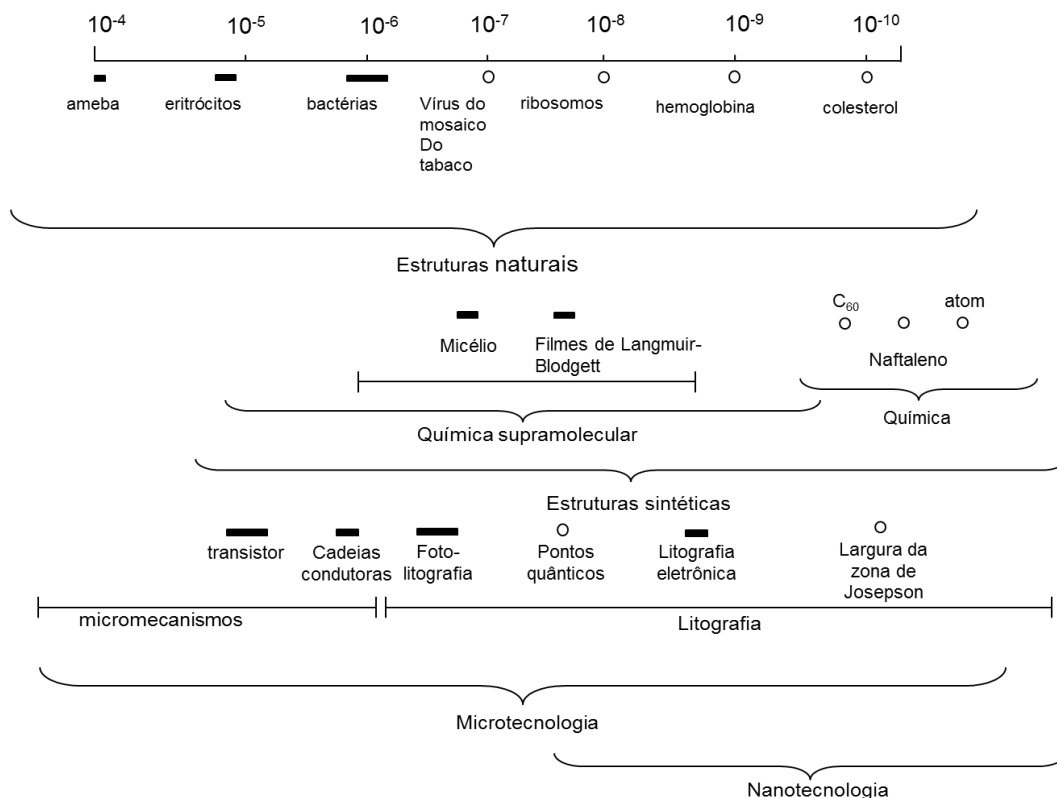 10⁻⁴ 10⁻⁵ 10⁻⁶ 10⁻⁷ 10⁻⁸ 10⁻⁹ 10⁻¹⁰
ameba
eritrócitos
bactérias
Vírus do
mosaico
Do
tabaco
ribosomos
hemoglobina
colesterol
Estruturas naturais
C₆₀
atom
Micélio
Filmes de Langmuir-
Blodgett
Naftaleno
Química supramolecular
Química
Estruturas sintéticas
transistor
Cadeias
condutoras
Foto-
litografia
Pontos
quânticos
Litografia
eletrônica
Largura da
zona de
Josepson
micromecanismos
Litografia
Microtecnologia
Nanotecnologia